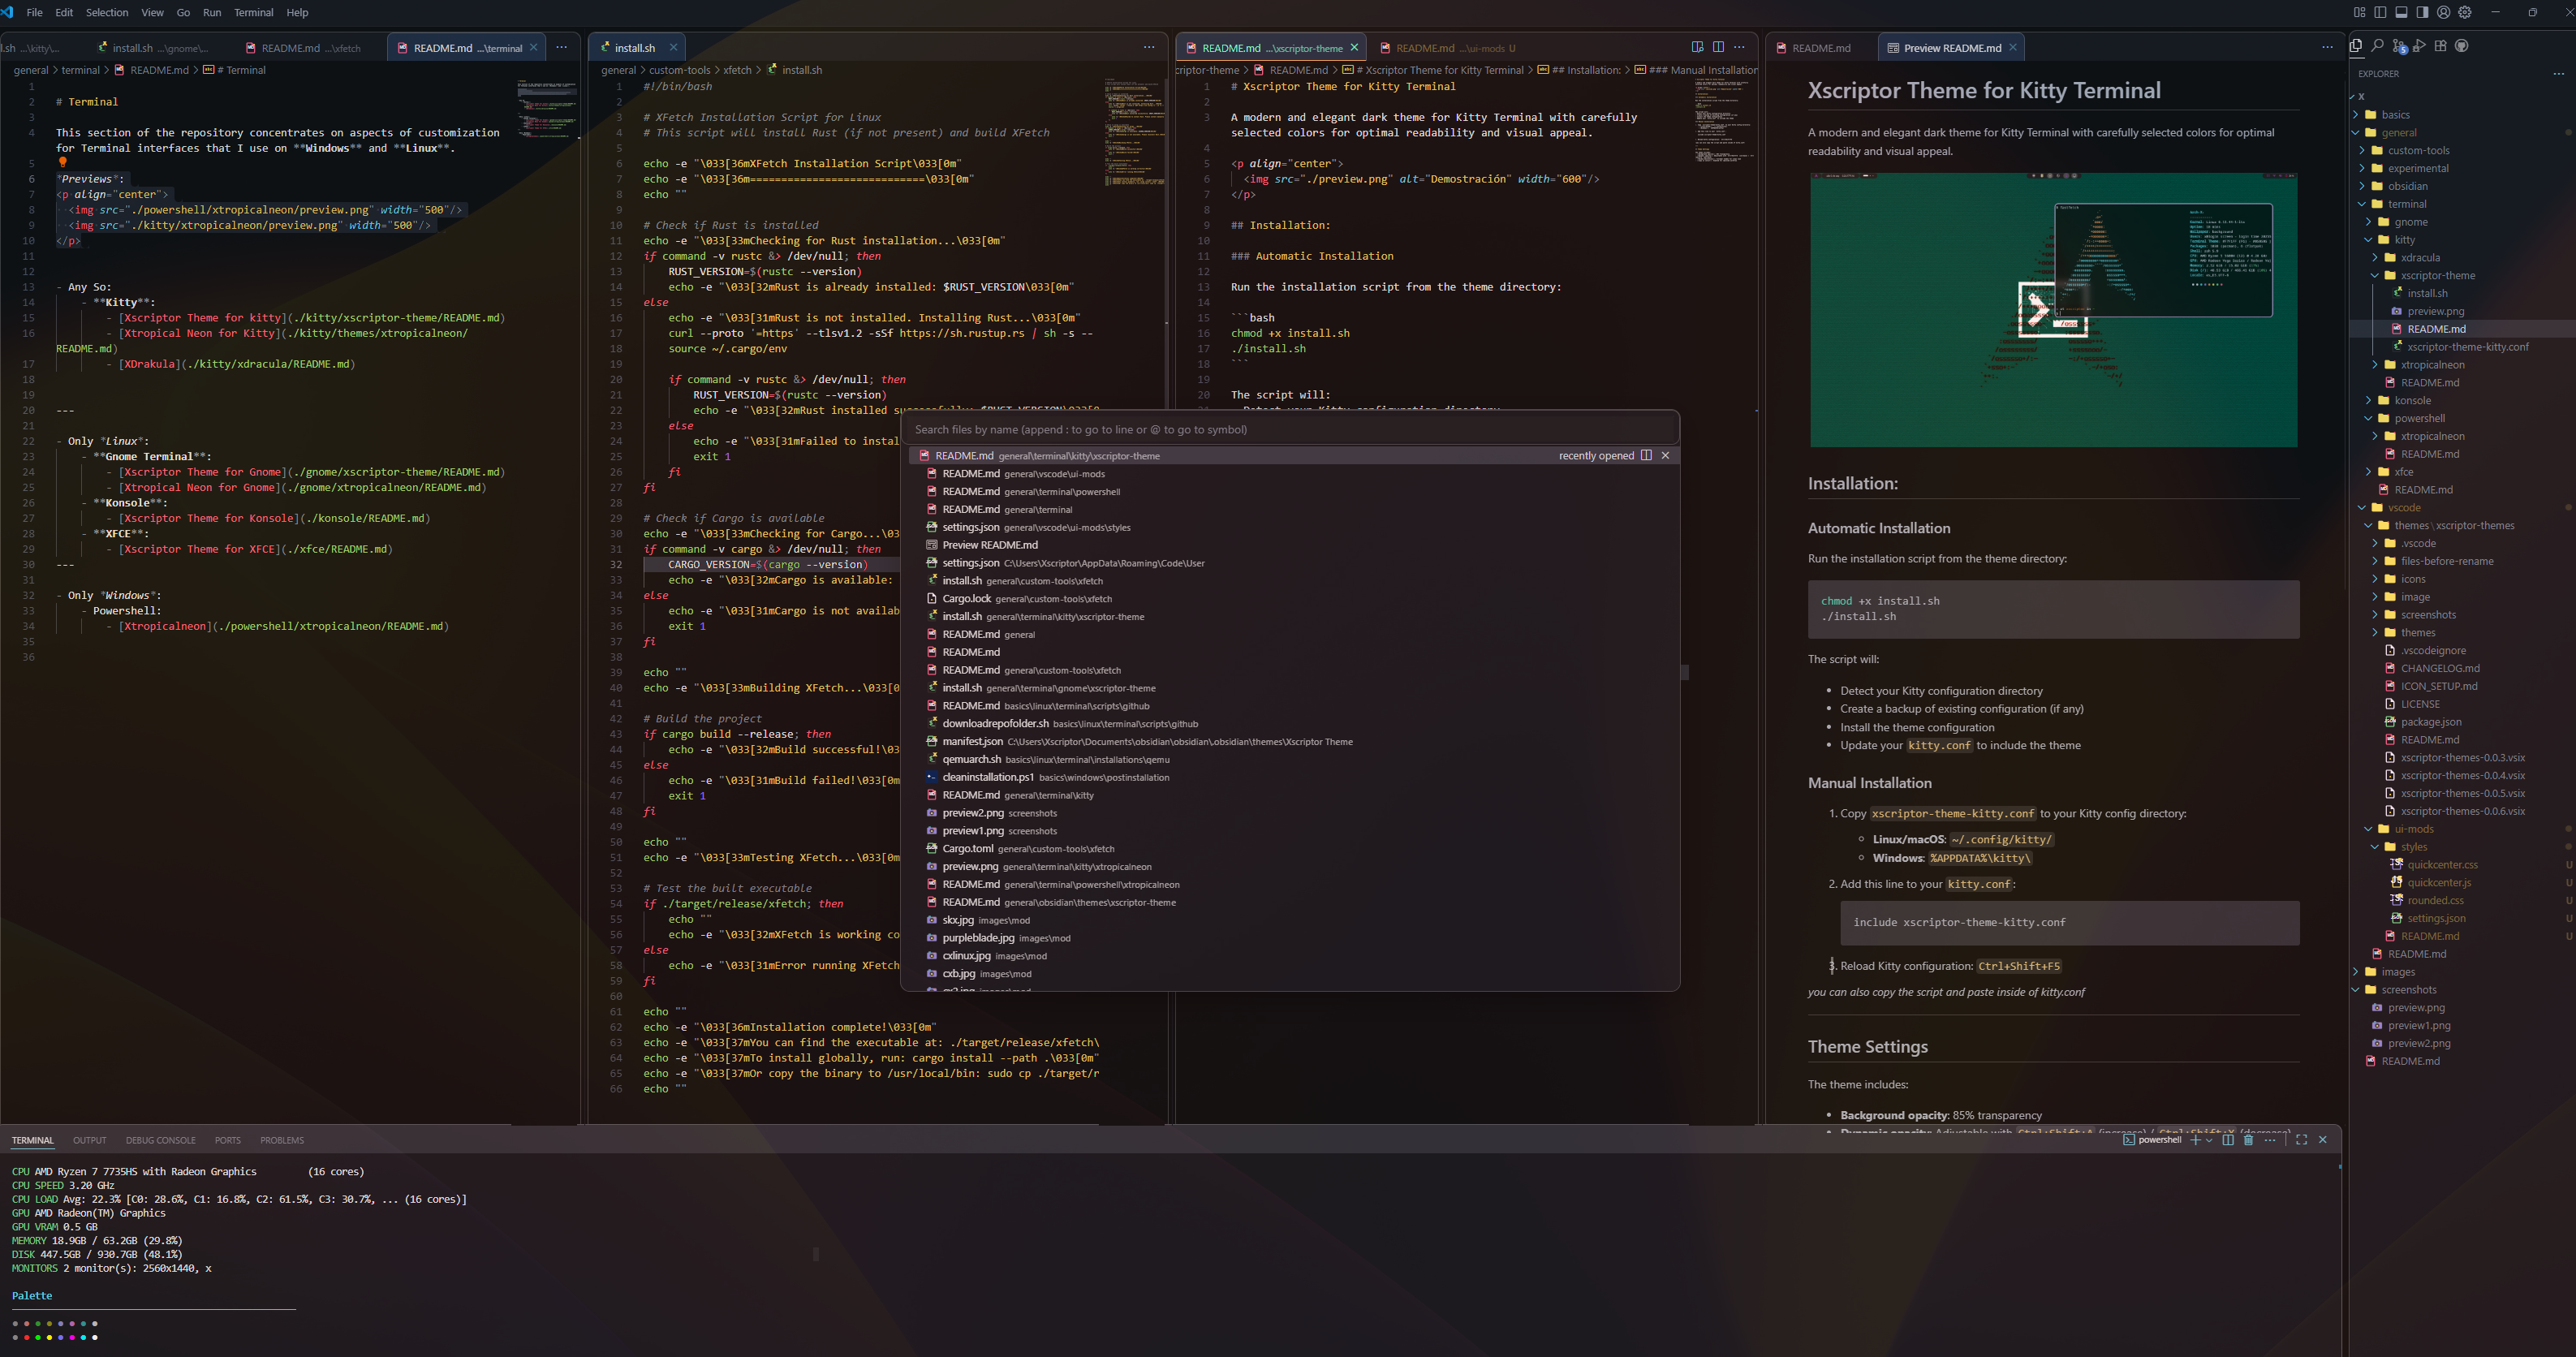 File Edit Selection View Go Run Terminal Help
.sh ...\kitty\...
install.sh ...\gnome\...
README.md ...\xfetch
README.md ...\terminal
general > terminal > README.md > # Terminal
1
2 # Terminal
3
4 This section of the repository concentrates on aspects of customization
for Terminal interfaces that I use on **Windows** and **Linux**.
5
6 *Previews*:
7 <p align="center">
8 <img src="./powershell/xtropicalneon/preview.png" width="500"/>
9 <img src="./kitty/xtropicalneon/preview.png" width="500"/>
10 </p>
11
12
13 - Any So:
14 - **Kitty**:
15 - [Xscriptor Theme for kitty](./kitty/xscriptor-theme/README.md)
16 - [Xtropical Neon for Kitty](./kitty/themes/xtropicalneon/
README.md)
17 - [XDrakula](./kitty/xdracula/README.md)
18
19
20 ---
21
22 - Only *Linux*:
23 - **Gnome Terminal**:
24 - [Xscriptor Theme for Gnome](./gnome/xscriptor-theme/README.md)
25 - [Xtropical Neon for Gnome](./gnome/xtropicalneon/README.md)
26 - **Konsole**:
27 - [Xscriptor Theme for Konsole](./konsole/README.md)
28 - **XFCE**:
29 - [Xscriptor Theme for XFCE](./xfce/README.md)
30 ---
31
32 - Only *Windows*:
33 - Powershell:
34 - [Xtropicalneon](./powershell/xtropicalneon/README.md)
35
36
install.sh
general > custom-tools > xfetch > install.sh
1 #!/bin/bash
2
3 # XFetch Installation Script for Linux
4 # This script will install Rust (if not present) and build XFetch
5
6 echo -e "\033[36mXFetch Installation Script\033[0m"
7 echo -e "\033[36m============================\033[0m"
8 echo ""
9
10 # Check if Rust is installed
11 echo -e "\033[33mChecking for Rust installation...\033[0m"
12 if command -v rustc &> /dev/null; then
13 RUST_VERSION=$(rustc --version)
14 echo -e "\033[32mRust is already installed: $RUST_VERSION\033[0m"
15 else
16 echo -e "\033[31mRust is not installed. Installing Rust...\033[0m"
17 curl --proto '=https' --tlsv1.2 -sSf https://sh.rustup.rs | sh -s --
18 source ~/.cargo/env
19
20 if command -v rustc &> /dev/null; then
21 RUST_VERSION=$(rustc --version)
22 echo -e "\033[32mRust installed successfully: $RUST_VERSION\033[0
23 else
24 echo -e "\033[31mFailed to instal
25 exit 1
26 fi
27 fi
28
29 # Check if Cargo is available
30 echo -e "\033[33mChecking for Cargo...\03
31 if command -v cargo &> /dev/null; then
32 CARGO_VERSION=$(cargo --version)
33 echo -e "\033[32mCargo is available:
34 else
35 echo -e "\033[31mCargo is not availab
36 exit 1
37 fi
38
39 echo ""
40 echo -e "\033[33mBuilding XFetch...\033[0
41
42 # Build the project
43 if cargo build --release; then
44 echo -e "\033[32mBuild successful!\03
45 else
46 echo -e "\033[31mBuild failed!\033[0m
47 exit 1
48 fi
49
50 echo ""
51 echo -e "\033[33mTesting XFetch...\033[0m
52
53 # Test the built executable
54 if ./target/release/xfetch; then
55 echo ""
56 echo -e "\033[32mXFetch is working co
57 else
58 echo -e "\033[31mError running XFetch
59 fi
60
61 echo ""
62 echo -e "\033[36mInstallation complete!\033[0m"
63 echo -e "\033[37mYou can find the executable at: ./target/release/xfetch\
64 echo -e "\033[37mTo install globally, run: cargo install --path .\033[0m"
65 echo -e "\033[37mOr copy the binary to /usr/local/bin: sudo cp ./target/r
66 echo ""
README.md ...\xscriptor-theme
README.md ...\ui-mods U
criptor-theme > README.md > # Xscriptor Theme for Kitty Terminal > ## Installation: > ### Manual Installation
1 # Xscriptor Theme for Kitty Terminal
2
3 A modern and elegant dark theme for Kitty Terminal with carefully
selected colors for optimal readability and visual appeal.
4
5 <p align="center">
6 <img src="./preview.png" alt="Demostración" width="600"/>
7 </p>
8
9 ## Installation:
10
11 ### Automatic Installation
12
13 Run the installation script from the theme directory:
14
15 ```bash
16 chmod +x install.sh
17 ./install.sh
18 ```
19
20 The script will:
Search files by name (append : to go to line or @ to go to symbol)
README.md general\terminal\kitty\xscriptor-theme recently opened
README.md general\vscode\ui-mods
README.md general\terminal\powershell
README.md general\terminal
settings.json general\vscode\ui-mods\styles
Preview README.md
settings.json C:\Users\Xscriptor\AppData\Roaming\Code\User
install.sh general\custom-tools\xfetch
Cargo.lock general\custom-tools\xfetch
install.sh general\terminal\kitty\xscriptor-theme
README.md general
README.md
README.md general\custom-tools\xfetch
install.sh general\terminal\gnome\xscriptor-theme
README.md basics\linux\terminal\scripts\github
downloadrepofolder.sh basics\linux\terminal\scripts\github
manifest.json C:\Users\Xscriptor\Documents\obsidian\obsidian\.obsidian\themes\Xscriptor Theme
qemuarch.sh basics\linux\terminal\installations\qemu
cleaninstallation.ps1 basics\windows\postinstallation
README.md general\terminal\kitty
preview2.png screenshots
preview1.png screenshots
Cargo.toml general\custom-tools\xfetch
preview.png general\terminal\kitty\xtropicalneon
README.md general\terminal\powershell\xtropicalneon
README.md general\obsidian\themes\xscriptor-theme
skx.jpg images\mod
purpleblade.jpg images\mod
cxlinux.jpg images\mod
cxb.jpg images\mod
README.md
Preview README.md
Xscriptor Theme for Kitty Terminal
A modern and elegant dark theme for Kitty Terminal with carefully selected colors for optimal
readability and visual appeal.
Installation:
Automatic Installation
Run the installation script from the theme directory:
chmod +x install.sh
./install.sh
The script will:
• Detect your Kitty configuration directory
• Create a backup of existing configuration (if any)
• Install the theme configuration
• Update your kitty.conf to include the theme
Manual Installation
1. Copy xscriptor-theme-kitty.conf to your Kitty config directory:
Linux/macOS: ~/.config/kitty/
Windows: %APPDATA%\kitty\
2. Add this line to your kitty.conf:
include xscriptor-theme-kitty.conf
3. Reload Kitty configuration: Ctrl+Shift+F5
you can also copy the script and paste inside of kitty.conf
Theme Settings
The theme includes:
• Background opacity: 85% transparency
EXPLORER
X
basics
general
custom-tools
experimental
obsidian
terminal
gnome
kitty
xdracula
xscriptor-theme
install.sh
preview.png
README.md
xscriptor-theme-kitty.conf
xtropicalneon
README.md
konsole
powershell
xtropicalneon
README.md
xfce
README.md
vscode
themes \ xscriptor-themes
.vscode
files-before-rename
icons
image
screenshots
themes
.vscodeignore
CHANGELOG.md
ICON_SETUP.md
LICENSE
package.json
README.md
xscriptor-themes-0.0.3.vsix
xscriptor-themes-0.0.4.vsix
xscriptor-themes-0.0.5.vsix
xscriptor-themes-0.0.6.vsix
ui-mods
styles
quickcenter.css U
quickcenter.js U
rounded.css U
settings.json U
README.md U
README.md
images
screenshots
preview.png
preview1.png
preview2.png
README.md
TERMINAL OUTPUT DEBUG CONSOLE PORTS PROBLEMS
powershell
CPU AMD Ryzen 7 7735HS with Radeon Graphics (16 cores)
CPU SPEED 3.20 GHz
CPU LOAD Avg: 22.3% [C0: 28.6%, C1: 16.8%, C2: 61.5%, C3: 30.7%, ... (16 cores)]
GPU AMD Radeon(TM) Graphics
GPU VRAM 0.5 GB
MEMORY 18.9GB / 63.2GB (29.8%)
DISK 447.5GB / 930.7GB (48.1%)
MONITORS 2 monitor(s): 2560x1440, x
Palette